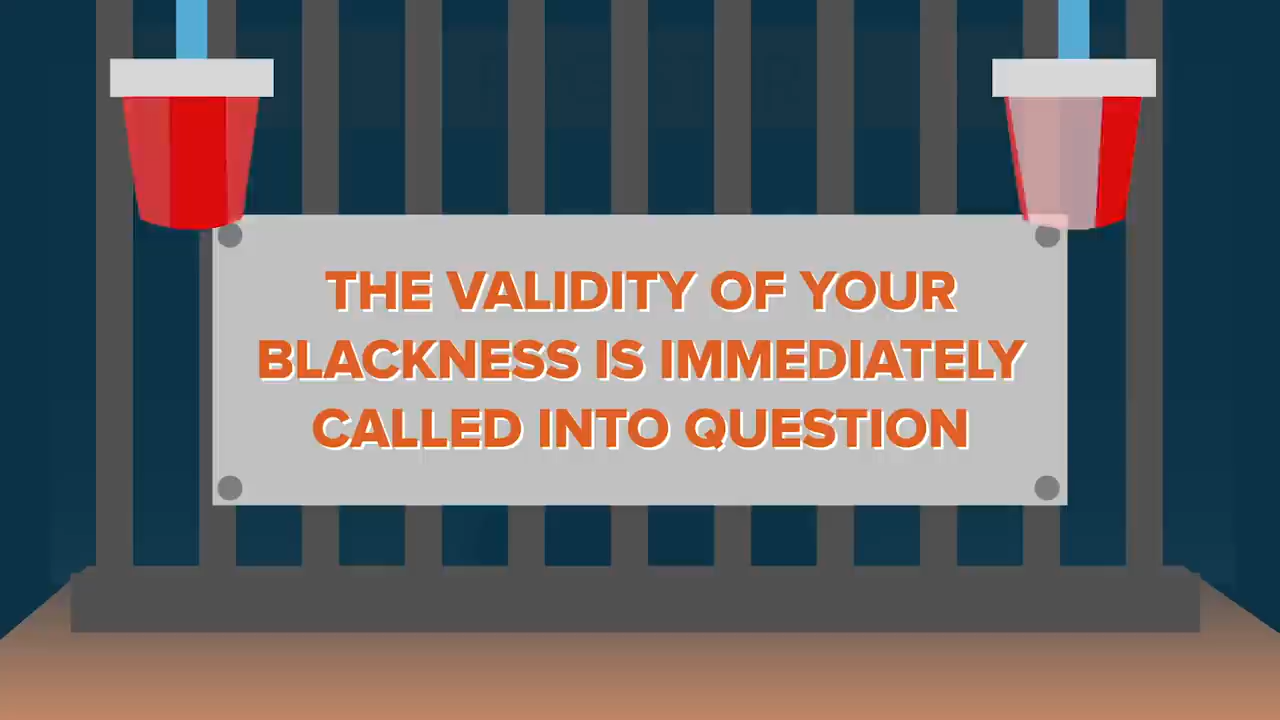 THE VALIDITY OF YOUR
BLACKNESS IS IMMEDIATELY
CALLED INTO QUESTION